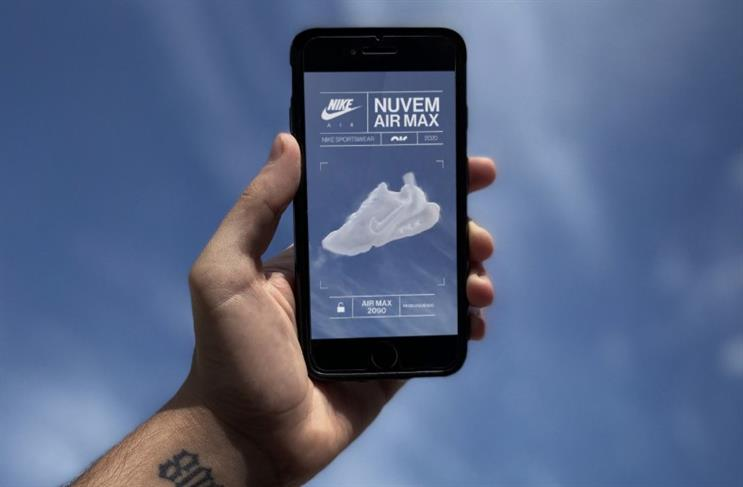 NIKE
AIR
NUVEM
AIR MAX
NIKE SPORTSWEAR
2020
AIR MAX
2090